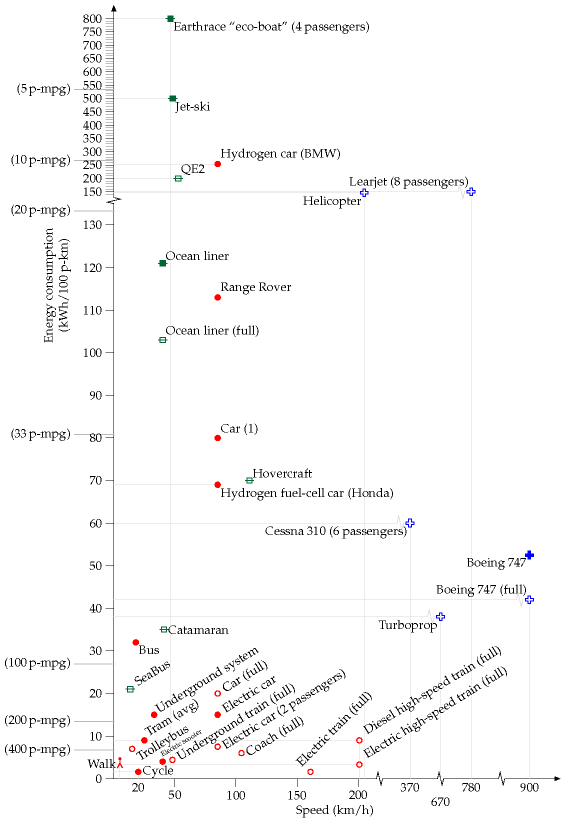 800
750
700
650
600
550
500
450
400
350
300
250
200
150
130
120
110
100
90
80
70
60
50
40
30
20
10
0
(5 p-mpg)
(10 p-mpg)
(20 p-mpg)
(33 p-mpg)
(100 p-mpg)
(200 p-mpg)
(400 p-mpg)
Energy consumption
(kWh/100 p-km)
Earthrace “eco-boat” (4 passengers)
Jet-ski
Hydrogen car (BMW)
QE2
Learjet (8 passengers)
Helicopter
Ocean liner
Range Rover
Ocean liner (full)
Car (1)
Hovercraft
Hydrogen fuel-cell car (Honda)
Cessna 310 (6 passengers)
Boeing 747
Boeing 747 (full)
Turboprop
Catamaran
Bus
SeaBus
Underground system
Car (full)
Tram (avg)
Electric car
Trolleybus
Electric scooter
Underground train (full)
Electric car (2 passengers)
Coach (full)
Electric train (full)
Diesel high-speed train (full)
Electric high-speed train (full)
Walk
Cycle
20
50
100
150
200
370
670
780
900
Speed (km/h)